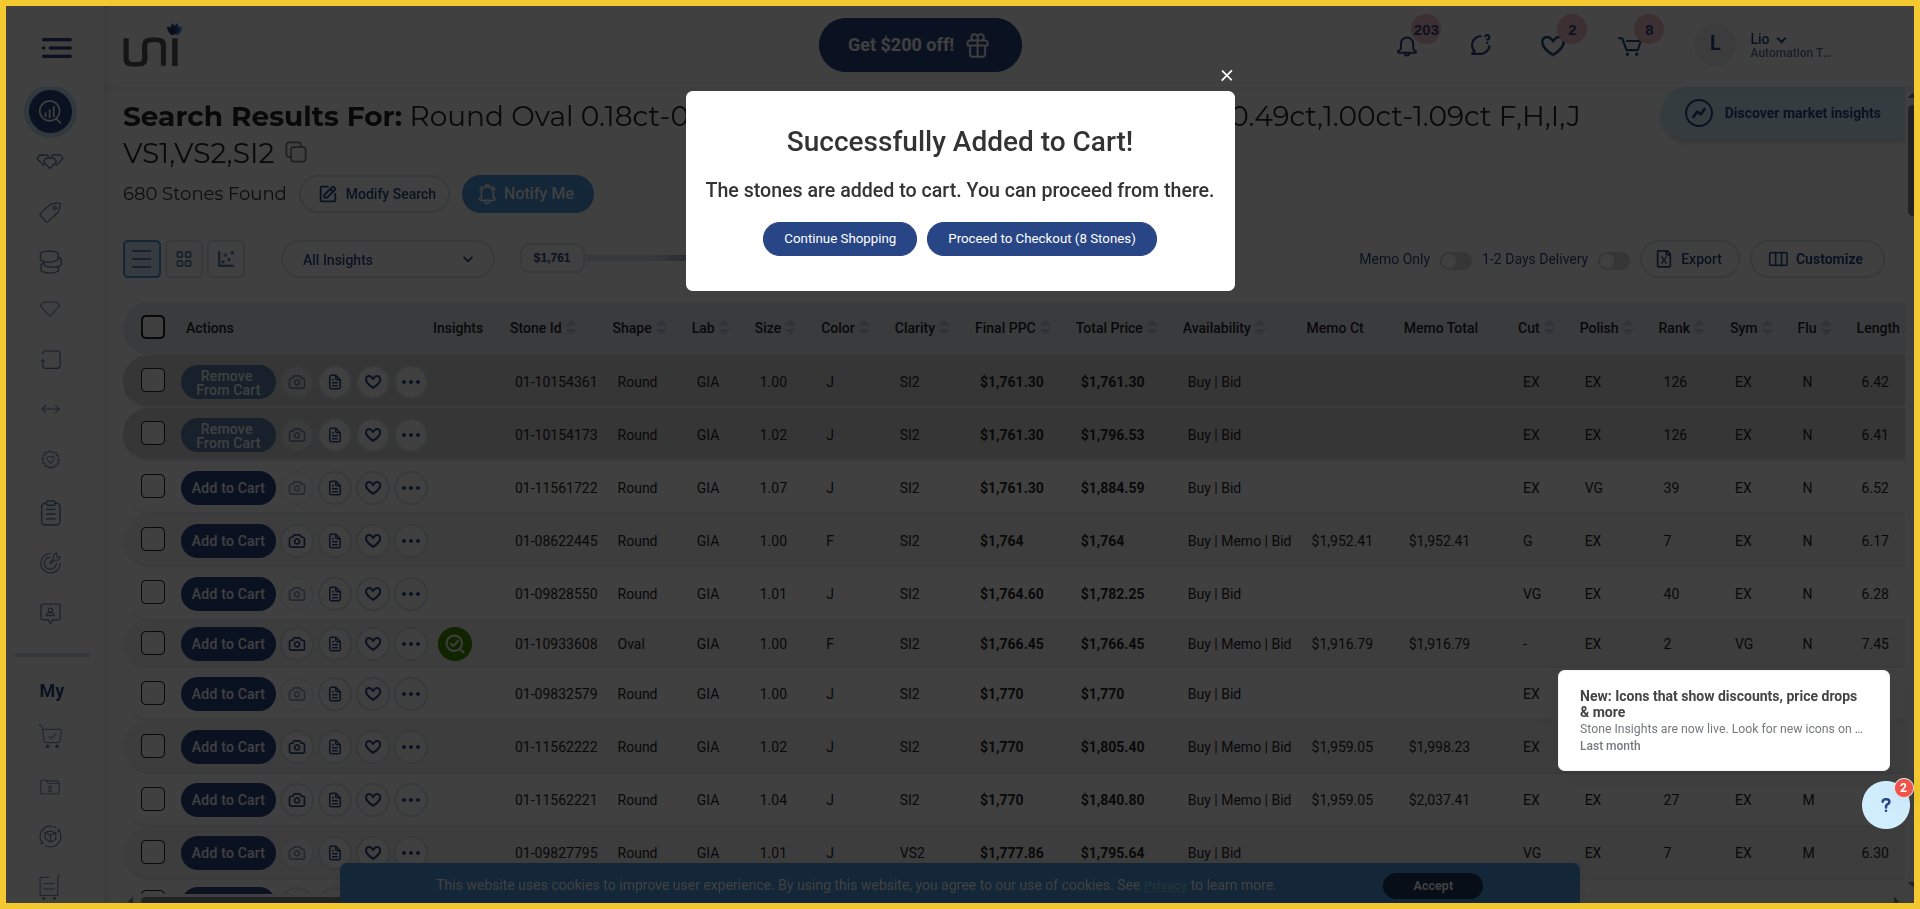 uni
Get $200 off!
203
2
8
L
Lio
Automation T...
Search Results For: Round Oval 0.18ct-0
0.49ct,1.00ct-1.09ct F,H,I,J
VS1,VS2,SI2
Discover market insights
680 Stones Found
Modify Search
Notify Me
Successfully Added to Cart!
The stones are added to cart. You can proceed from there.
Continue Shopping
Proceed to Checkout (8 Stones)
All Insights
$1,761
Memo Only
1-2 Days Delivery
Export
Customize
Actions Insights Stone Id Shape Lab Size Color Clarity Final PPC Total Price Availability Memo Ct Memo Total Cut Polish Rank Sym Flu Length
Remove From Cart 01-10154361 Round GIA 1.00 J SI2 $1,761.30 $1,761.30 Buy | Bid EX EX 126 EX N 6.42
Remove From Cart 01-10154173 Round GIA 1.02 J SI2 $1,761.30 $1,796.53 Buy | Bid EX EX 126 EX N 6.41
Add to Cart 01-11561722 Round GIA 1.07 J SI2 $1,761.30 $1,884.59 Buy | Bid EX VG 39 EX N 6.52
Add to Cart 01-08622445 Round GIA 1.00 F SI2 $1,764 $1,764 Buy | Memo | Bid $1,952.41 $1,952.41 G EX 7 EX N 6.17
Add to Cart 01-09828550 Round GIA 1.01 J SI2 $1,764.60 $1,782.25 Buy | Bid VG EX 40 EX N 6.28
Add to Cart 01-10933608 Oval GIA 1.00 F SI2 $1,766.45 $1,766.45 Buy | Memo | Bid $1,916.79 $1,916.79 - EX 2 VG N 7.45
Add to Cart 01-09832579 Round GIA 1.00 J SI2 $1,770 $1,770 Buy | Bid EX
Add to Cart 01-11562222 Round GIA 1.02 J SI2 $1,770 $1,805.40 Buy | Memo | Bid $1,959.05 $1,998.23 EX
Add to Cart 01-11562221 Round GIA 1.04 J SI2 $1,770 $1,840.80 Buy | Memo | Bid $1,959.05 $2,037.41 EX EX 27 EX M
Add to Cart 01-09827795 Round GIA 1.01 J VS2 $1,777.86 $1,795.64 Buy | Bid VG EX 7 EX M 6.30
My
New: Icons that show discounts, price drops
& more
Stone Insights are now live. Look for new icons on ...
Last month
2
?
This website uses cookies to improve user experience. By using this website, you agree to our use of cookies. See Privacy to learn more.
Accept